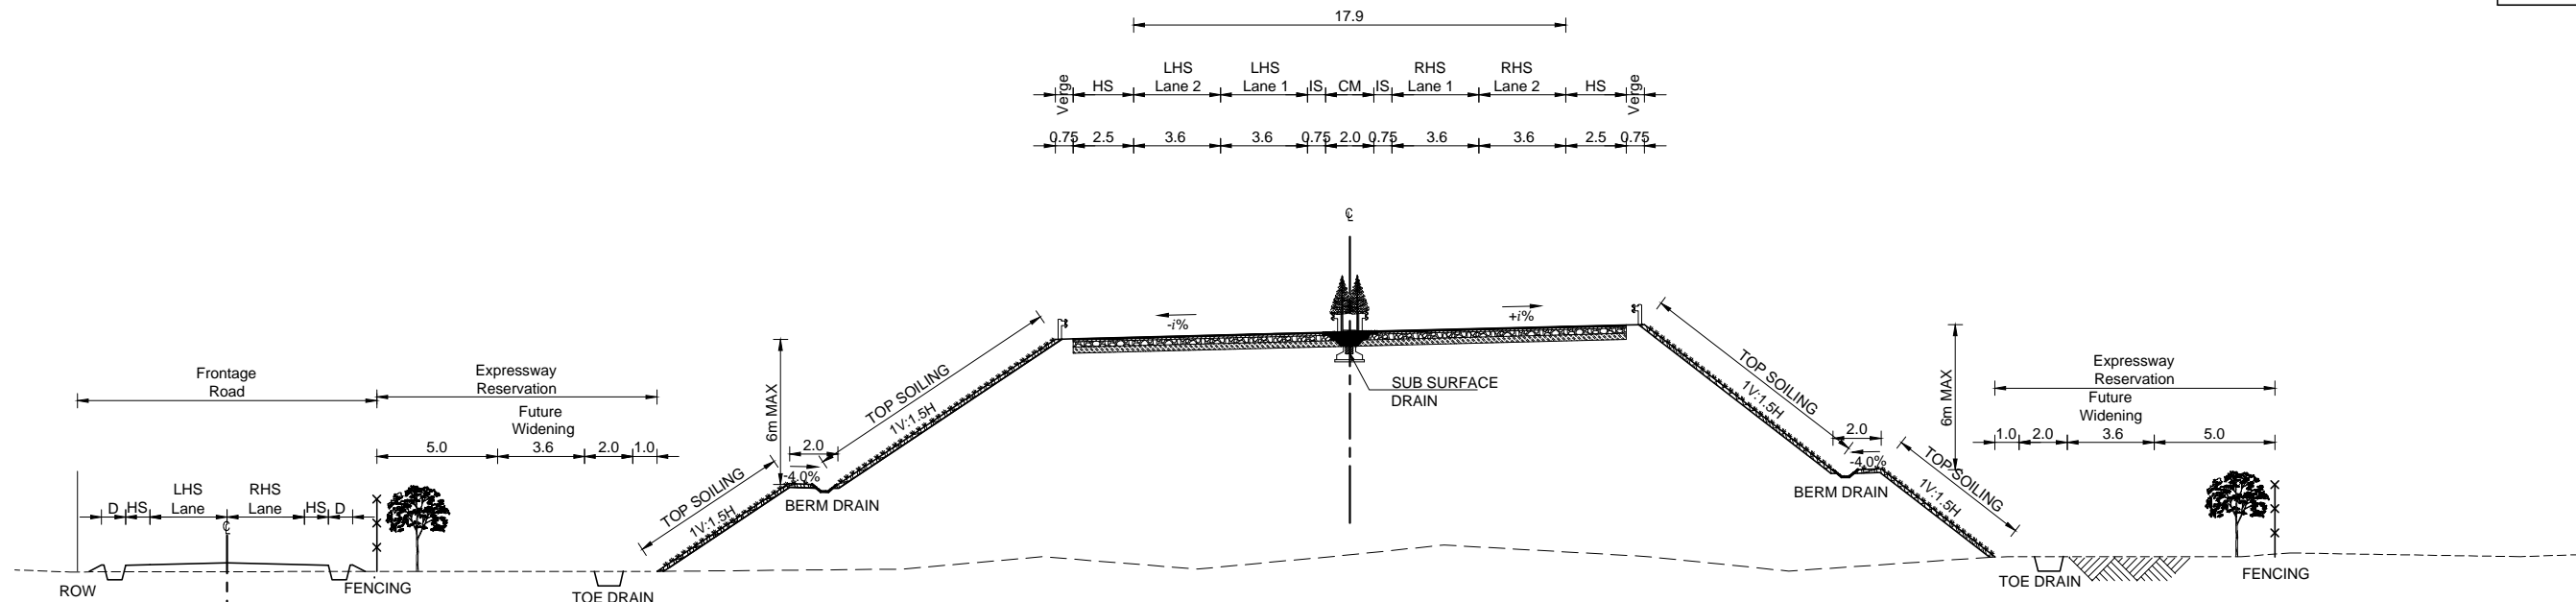 17.9
Verge HS LHS Lane 2 LHS Lane 1 IS CM IS RHS Lane 1 RHS Lane 2 HS Verge
0.75 2.5 3.6 3.6 0.75 2.0 0.75 3.6 3.6 2.5 0.75
℄
-i% +i%
SUB SURFACE
DRAIN
Frontage
Road
Expressway
Reservation
Future
Widening
5.0 3.6 2.0 1.0
D HS LHS Lane RHS Lane HS D
℄
ROW
FENCING
TOE DRAIN
TOP SOILING
1V:1.5H
6m MAX
2.0
-4.0%
BERM DRAIN
TOP SOILING
1V:1.5H
TOP SOILING
1V:1.5H
2.0
-4.0%
BERM DRAIN
TOP SOILING
1V:1.5H
6m MAX
Expressway
Reservation
Future
Widening
1.0 2.0 3.6 5.0
TOE DRAIN
FENCING